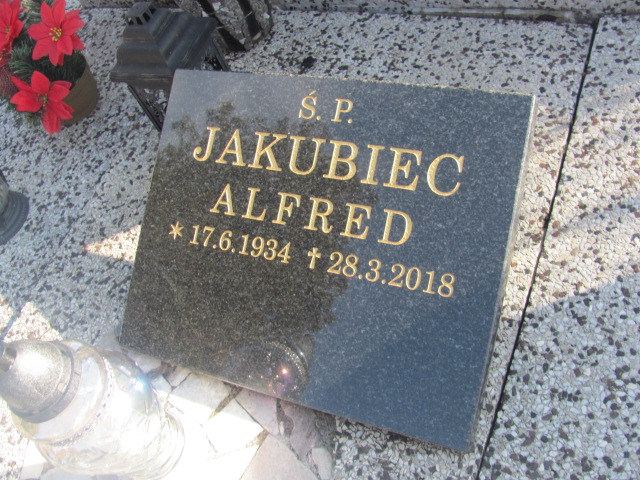 Ś. P.
JAKUBIEC
ALFRED
* 17.6.1934 † 28.3.2018